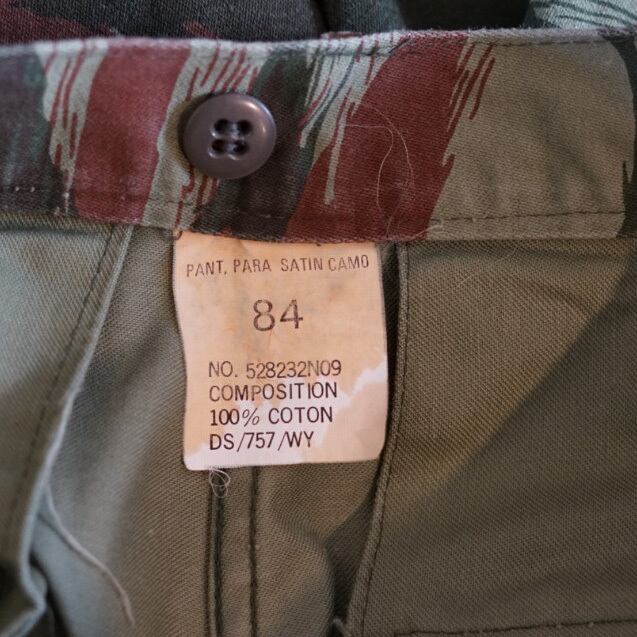 PANT, PARA SATIN CAMO
84
NO. 528232N09
COMPOSITION
100% COTON
DS/757/WY